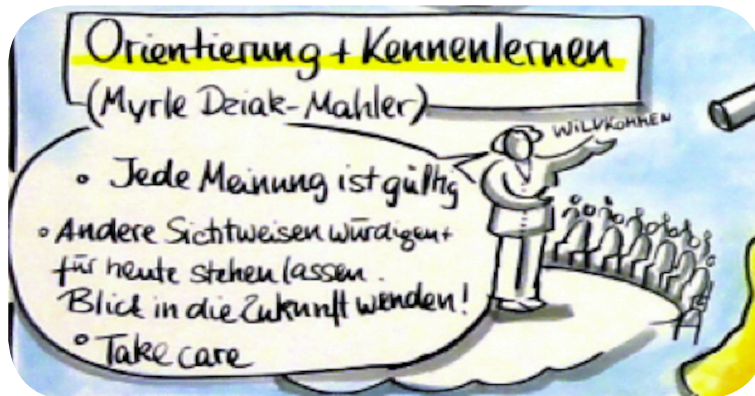 Orientierung + Kennenlernen
(Myrle Dziak-Mahler)
WILLKOMMEN
• Jede Meinung ist gültig
• Andere Sichtweisen würdigen +
für heute stehen lassen.
Blick in die Zukunft wenden!
• Take care